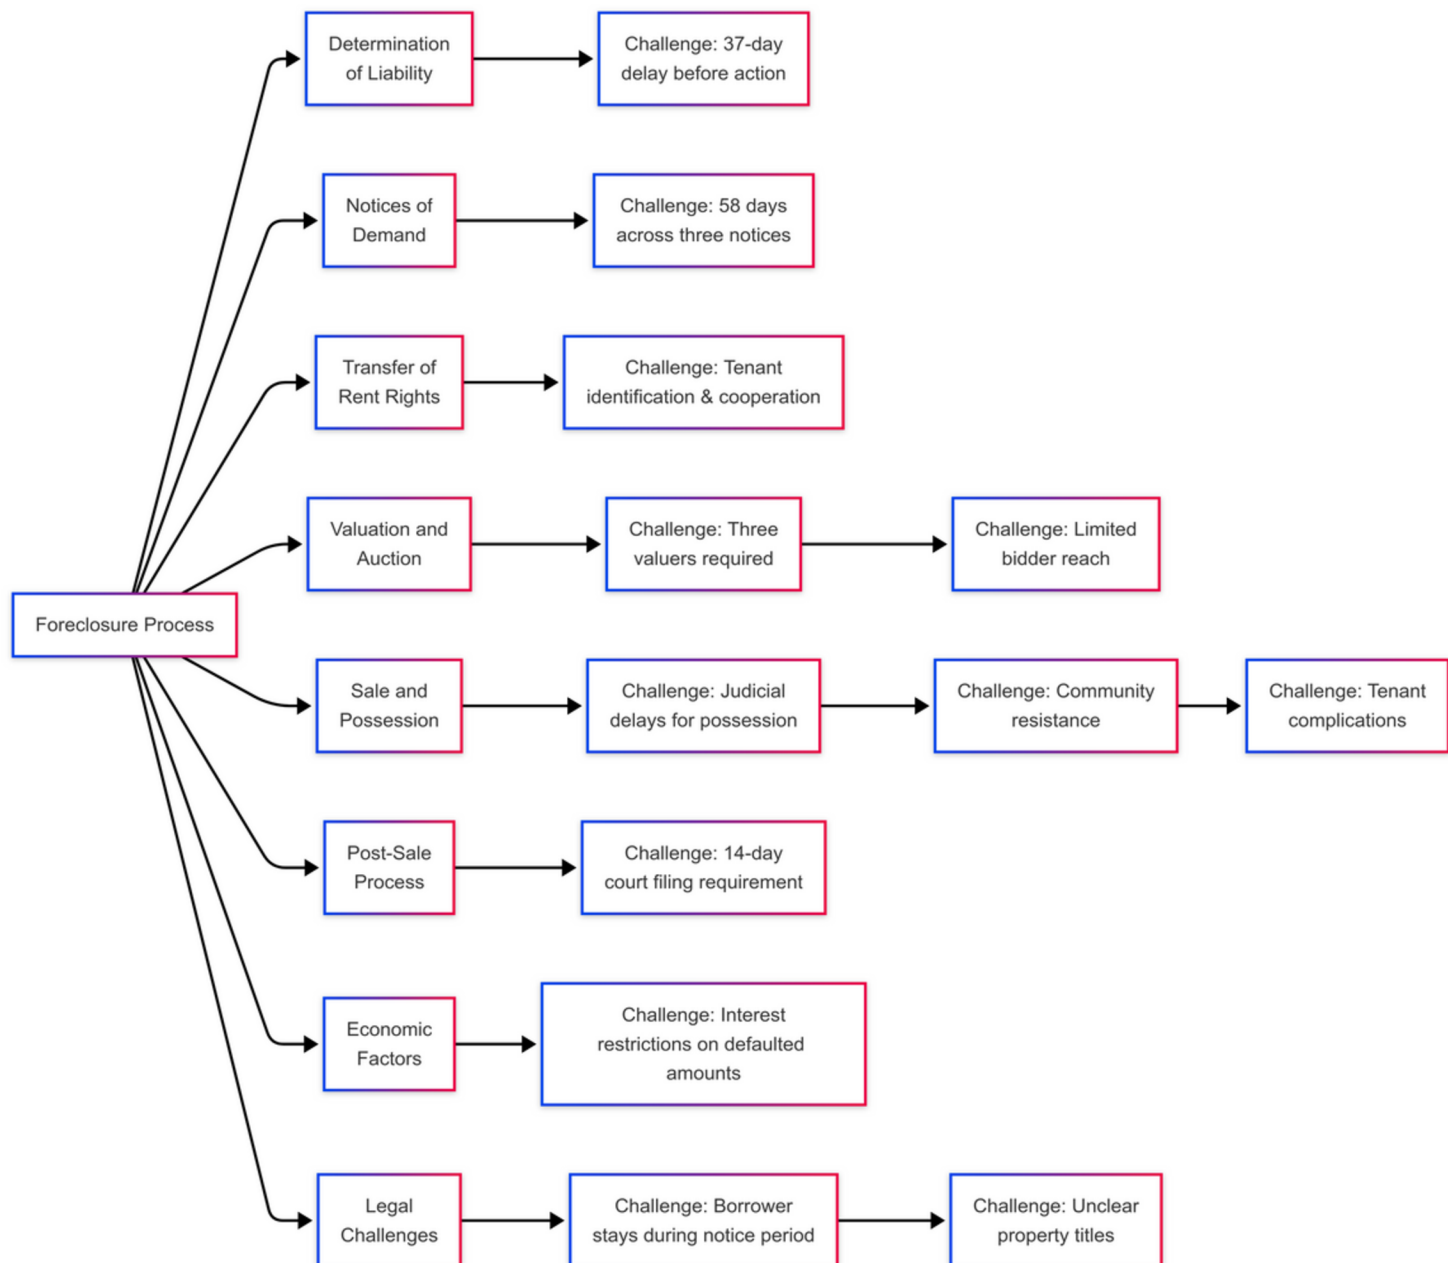 Determination
of Liability
Challenge: 37-day
delay before action
Notices of
Demand
Challenge: 58 days
across three notices
Transfer of
Rent Rights
Challenge: Tenant
identification & cooperation
Valuation and
Auction
Challenge: Three
valuers required
Challenge: Limited
bidder reach
Foreclosure Process
Sale and
Possession
Challenge: Judicial
delays for possession
Challenge: Community
resistance
Challenge: Tenant
complications
Post-Sale
Process
Challenge: 14-day
court filing requirement
Economic
Factors
Challenge: Interest
restrictions on defaulted
amounts
Legal
Challenges
Challenge: Borrower
stays during notice period
Challenge: Unclear
property titles